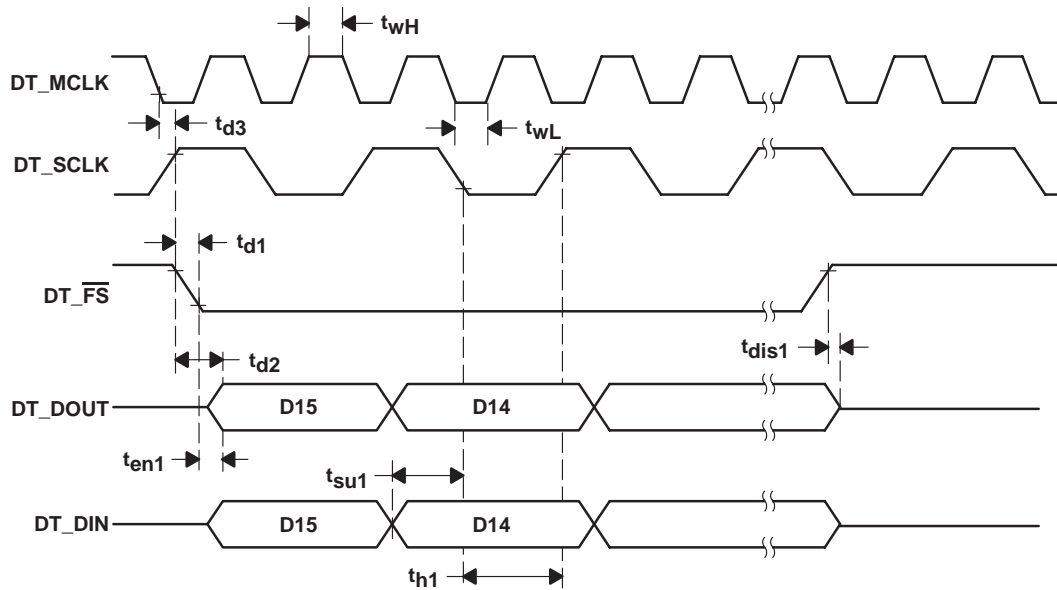 twH
DT_MCLK
td3
twL
DT_SCLK
td1
DT_FS
tdis1
td2
DT_DOUT
D15
D14
ten1
tsu1
DT_DIN
D15
D14
th1